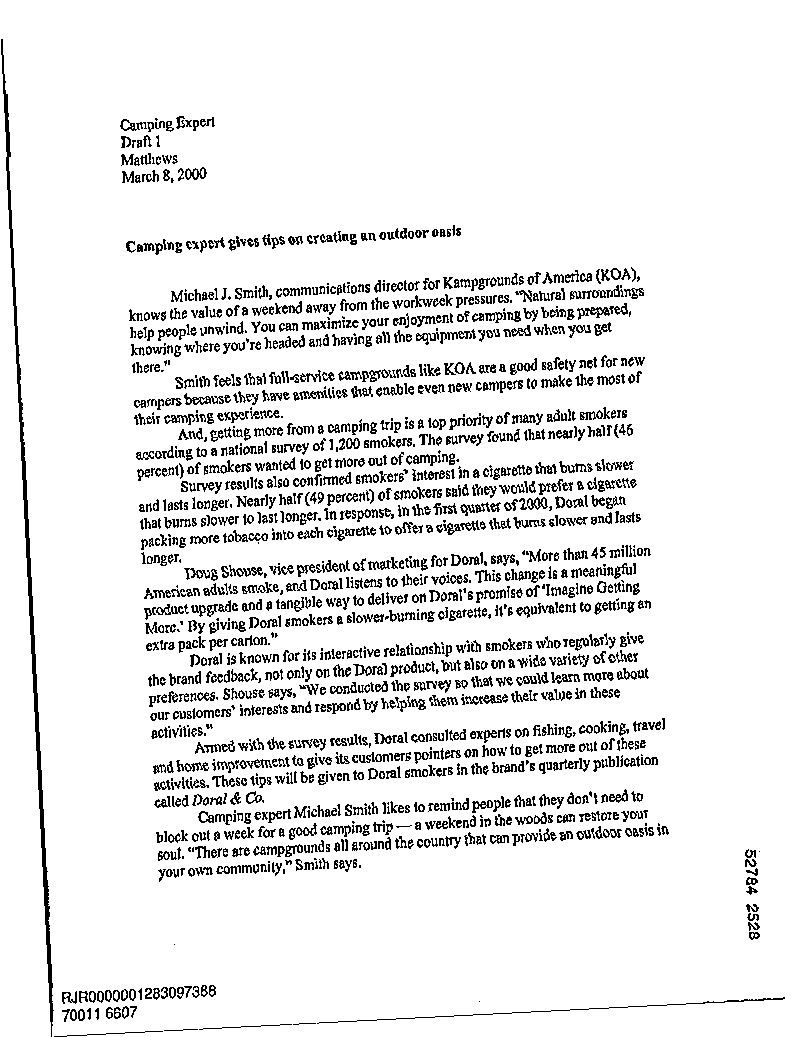 Camping Expert
Draft 1
Matthews
March 8, 2000
Camping expert gives tips on creating an outdoor oasis
Michael J. Smith, communications director for Kampgrounds of America (KOA),
knows the value of a weekend away from the workweek pressures. "Natural surroundings
help people unwind. You can maximize your enjoyment of camping by being prepared,
knowing where you're headed and having all the equipment you need when you get
there."
Smith feels that full-service campgrounds like KOA are a good safety net for new
campers because they have amenities that enable even new campers to make the most of
their camping experience.
And, getting more from a camping trip is a top priority of many adult smokers
according to a national survey of 1,200 smokers. The survey found that nearly half (46
percent) of smokers wanted to get more out of camping.
Survey results also confirmed smokers' interest in a cigarette that burns slower
and lasts longer. Nearly half (49 percent) of smokers said they would prefer a cigarette
that burns slower to last longer. In response, in the first quarter of 2000, Doral began
packing more tobacco into each cigarette to offer a cigarette that burns slower and lasts
longer.
Doug Shouse, vice president of marketing for Doral, says, "More than 45 million
American adults smoke, and Doral listens to their voices. This change is a meaningful
product upgrade and a tangible way to deliver on Doral's promise of 'Imagine Getting
More.' By giving Doral smokers a slower-burning cigarette, it's equivalent to getting an
extra pack per carton."
Doral is known for its interactive relationship with smokers who regularly give
the brand feedback, not only on the Doral product, but also on a wide variety of other
preferences. Shouse says, "We conducted the survey so that we could learn more about
our customers' interests and respond by helping them increase their value in these
activities."
Armed with the survey results, Doral consulted experts on fishing, cooking, travel
and home improvement to give its customers pointers on how to get more out of these
activities. These tips will be given to Doral smokers in the brand's quarterly publication
called Doral & Co.
Camping expert Michael Smith likes to remind people that they don't need to
block out a week for a good camping trip — a weekend in the woods can restore your
soul. "There are campgrounds all around the country that can provide an outdoor oasis in
your own community," Smith says.
52784 2528
RJR0000001283097388
70011 6607